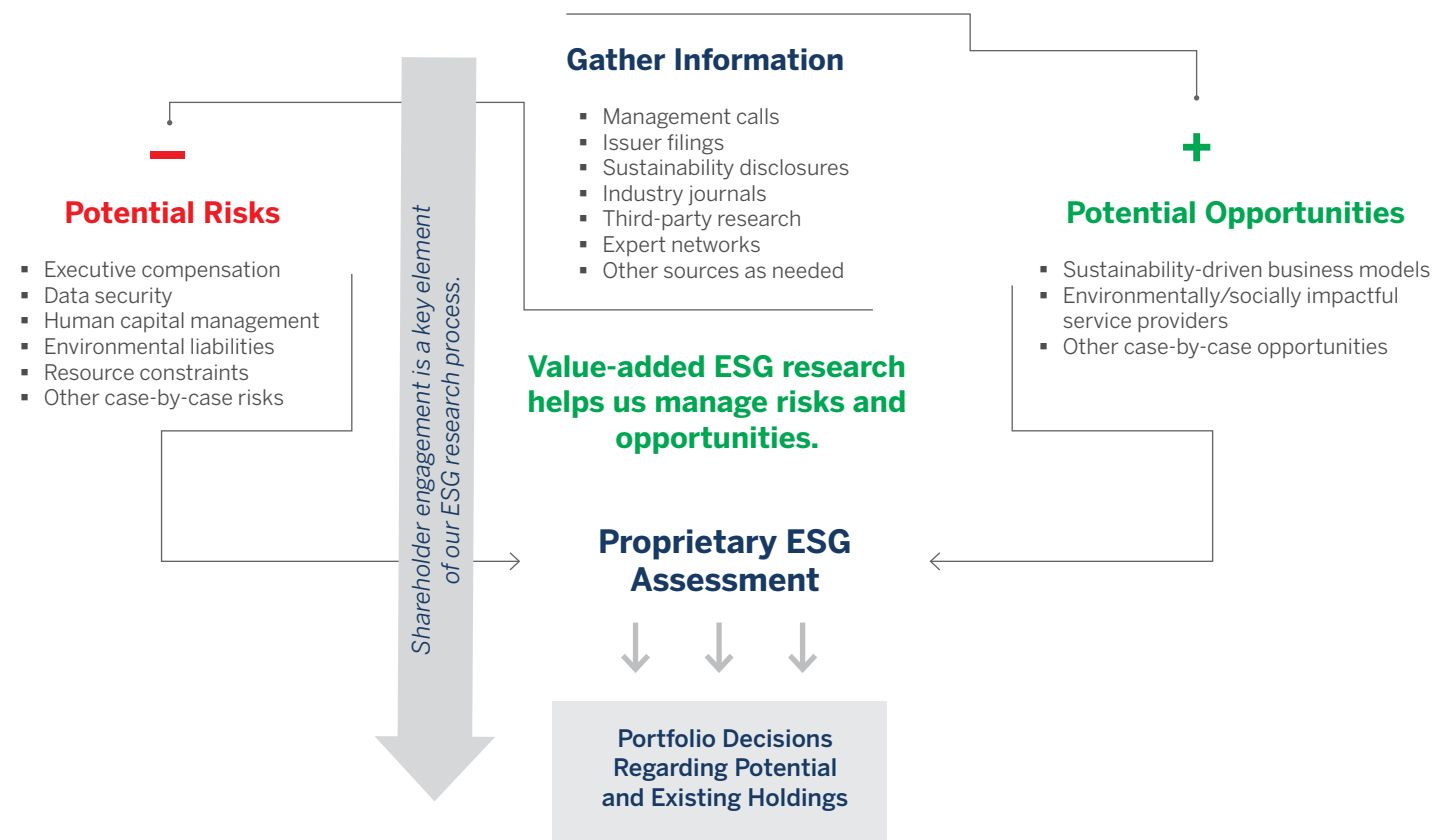 Gather Information
▪ Management calls
▪ Issuer filings
▪ Sustainability disclosures
▪ Industry journals
▪ Third-party research
▪ Expert networks
▪ Other sources as needed
–
Potential Risks
▪ Executive compensation
▪ Data security
▪ Human capital management
▪ Environmental liabilities
▪ Resource constraints
▪ Other case-by-case risks
Shareholder engagement is a key element
of our ESG research process.
+
Potential Opportunities
▪ Sustainability-driven business models
▪ Environmentally/socially impactful
service providers
▪ Other case-by-case opportunities
Value-added ESG research
helps us manage risks and
opportunities.
Proprietary ESG
Assessment
Portfolio Decisions
Regarding Potential
and Existing Holdings